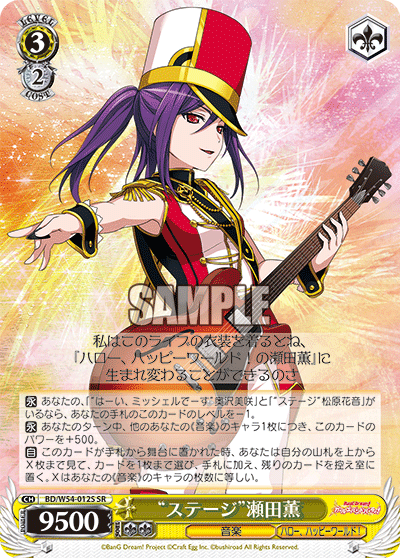 LEVEL
3
2
COST
SAMPLE
私はこのライブの衣装を着るとね、
『ハロー、ハッピーワールド！の瀬田薫』に
生まれ変わることができるのさ
永 あなたの、「はーい、ミッシェルでーす"奥沢美咲」と「"ステージ"松原花音」が
いるなら、あなたの手札のこのカードのレベルを－1。
永 あなたのターン中、他のあなたの《音楽》のキャラ1枚につき、このカードの
パワーを＋500。
自 このカードが手札から舞台に置かれた時、あなたは自分の山札を上から
X枚まで見て、カードを1枚まで選び、手札に加え、残りのカードを控え室に
置く。Xはあなたの《音楽》のキャラの枚数に等しい。
CH BD/W54-012S SR
9500
"ステージ"瀬田薫
音楽
ハロー、ハッピーワールド！
©BanG Dream! Project ©Craft Egg Inc. ©bushiroad All Rights Reserved.